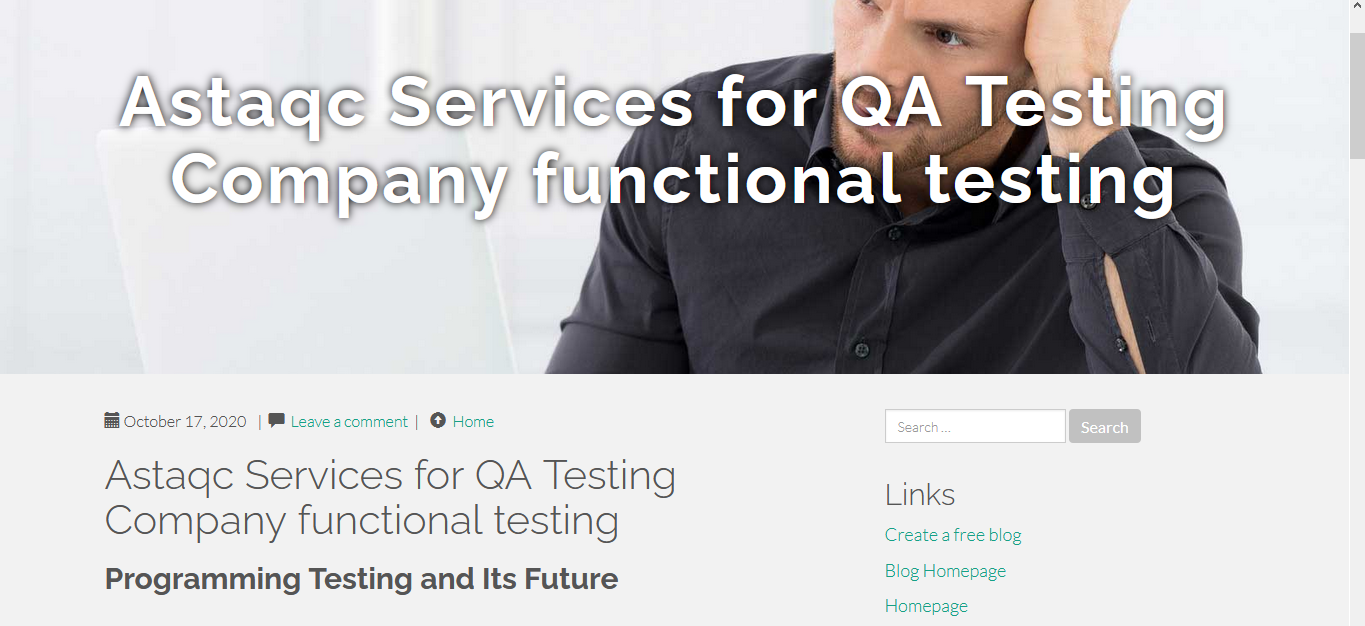 Astaqc Services for QA Testing
Company functional testing
October 17, 2020 | Leave a comment | Home
Astaqc Services for QA Testing
Company functional testing
Programming Testing and Its Future
Search …
Search
Links
Create a free blog
Blog Homepage
Homepage